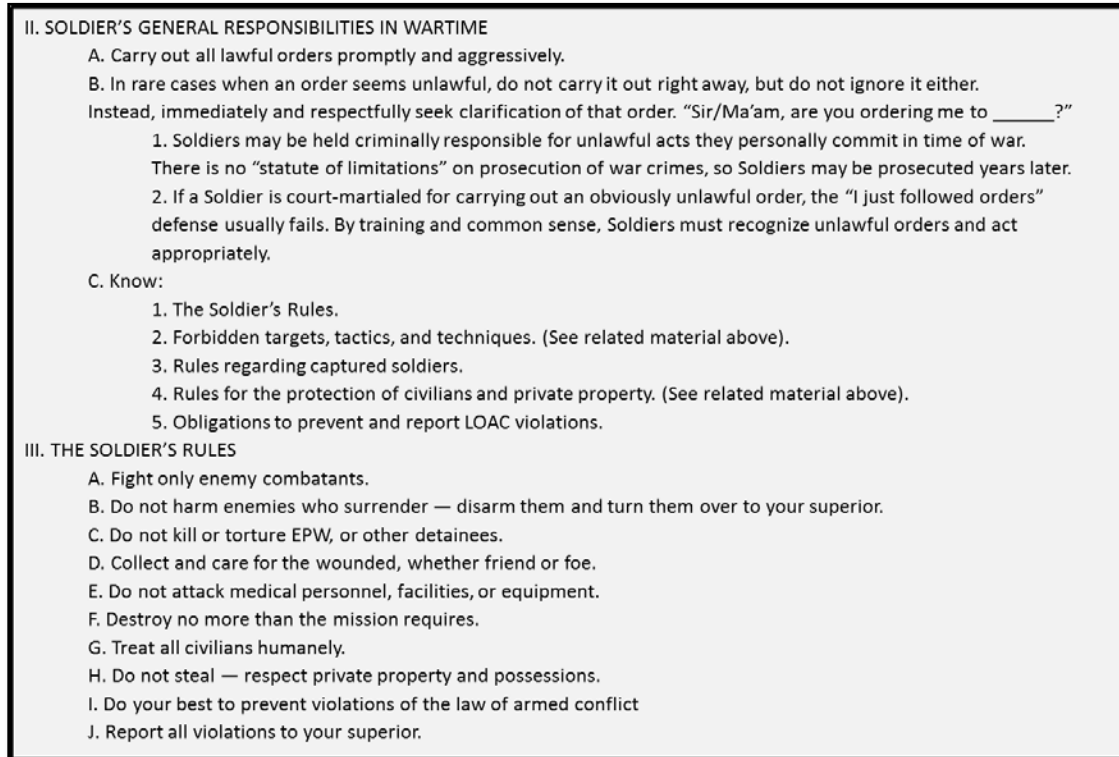 II. SOLDIER’S GENERAL RESPONSIBILITIES IN WARTIME
A. Carry out all lawful orders promptly and aggressively.
B. In rare cases when an order seems unlawful, do not carry it out right away, but do not ignore it either.
Instead, immediately and respectfully seek clarification of that order. “Sir/Ma’am, are you ordering me to ______?”
1. Soldiers may be held criminally responsible for unlawful acts they personally commit in time of war.
There is no “statute of limitations” on prosecution of war crimes, so Soldiers may be prosecuted years later.
2. If a Soldier is court-martialed for carrying out an obviously unlawful order, the “I just followed orders”
defense usually fails. By training and common sense, Soldiers must recognize unlawful orders and act
appropriately.
C. Know:
1. The Soldier’s Rules.
2. Forbidden targets, tactics, and techniques. (See related material above).
3. Rules regarding captured soldiers.
4. Rules for the protection of civilians and private property. (See related material above).
5. Obligations to prevent and report LOAC violations.
III. THE SOLDIER’S RULES
A. Fight only enemy combatants.
B. Do not harm enemies who surrender — disarm them and turn them over to your superior.
C. Do not kill or torture EPW, or other detainees.
D. Collect and care for the wounded, whether friend or foe.
E. Do not attack medical personnel, facilities, or equipment.
F. Destroy no more than the mission requires.
G. Treat all civilians humanely.
H. Do not steal — respect private property and possessions.
I. Do your best to prevent violations of the law of armed conflict
J. Report all violations to your superior.